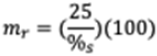 m_r = (25/%_s)(100)